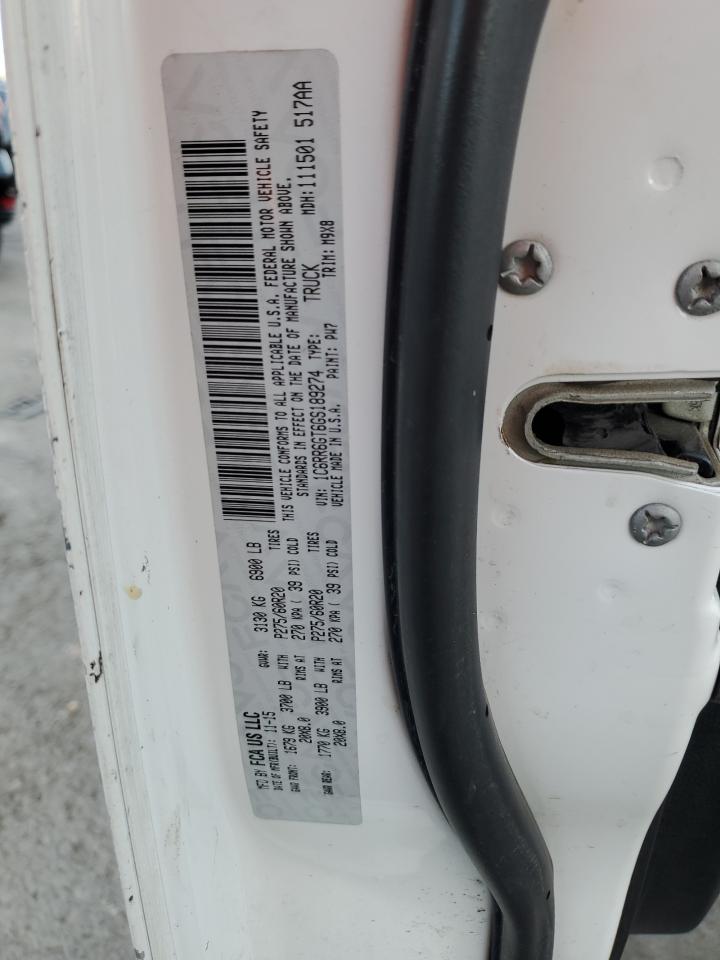 MFD BY FCA US LLC
DATE OF MFR(BUILT): 11-15 GVWR: 3130 KG 6900 LB
GAWR FRONT: 1679 KG 3700 LB WITH P275/60R20 TIRES
20X8.0 RIMS AT 270 KPA ( 39 PSI) COLD
GAWR REAR: 1770 KG 3900 LB WITH P275/60R20 TIRES
20X8.0 RIMS AT 270 KPA ( 39 PSI) COLD
THIS VEHICLE CONFORMS TO ALL APPLICABLE U.S.A. FEDERAL MOTOR VEHICLE SAFETY
STANDARDS IN EFFECT ON THE DATE OF MANUFACTURE SHOWN ABOVE.
VIN: 1C6RR6GT6GS189274 TYPE: TRUCK MDH:111501 517AA
VEHICLE MADE IN U.S.A. PAINT: PW7 TRIM: M9X8